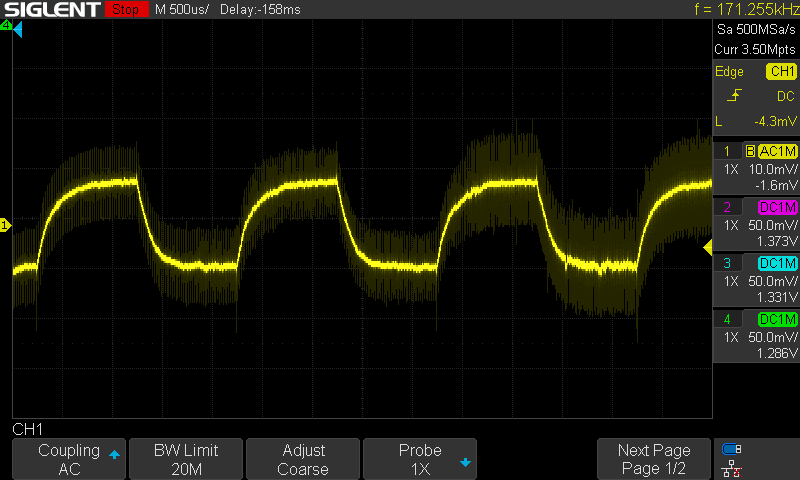 SIGLENT Stop M 500us/ Delay:-158ms f = 171.255kHz
Sa 500MSa/s
Curr 3.50Mpts
Edge CH1
DC
L -4.3mV
1 B AC1M
1X 10.0mV/
-1.6mV
2 DC1M
1X 50.0mV/
1.373V
3 DC1M
1X 50.0mV/
1.331V
4 DC1M
1X 50.0mV/
1.286V
4
1
CH1
Coupling BW Limit Adjust Probe Next Page
AC 20M Coarse 1X Page 1/2